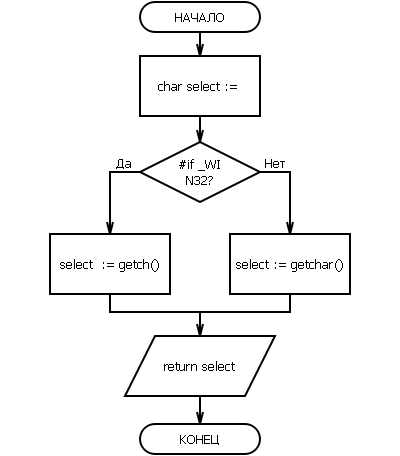 НАЧАЛО
char select :=
#if _WI
N32?
Да
Нет
select := getch()
select := getchar()
return select
КОНЕЦ